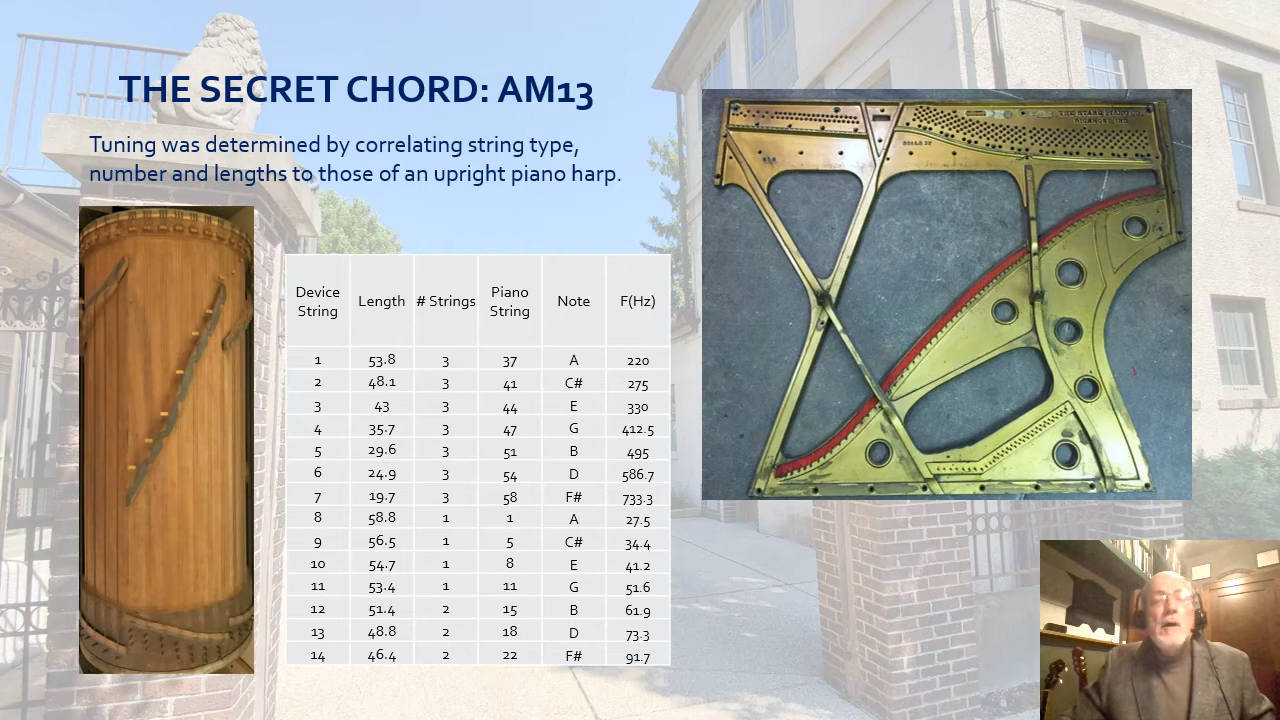 THE SECRET CHORD: AM13
Tuning was determined by correlating string type,
number and lengths to those of an upright piano harp.
Device String Length # Strings Piano String Note F(Hz)
1 53.8 3 37 A 220
2 48.1 3 41 C# 275
3 43 3 44 E 330
4 35.7 3 47 G 412.5
5 29.6 3 51 B 495
6 24.9 3 54 D 586.7
7 19.7 3 58 F# 733.3
8 58.8 1 1 A 27.5
9 56.5 1 5 C# 34.4
10 54.7 1 8 E 41.2
11 53.4 1 11 G 51.6
12 51.4 2 15 B 61.9
13 48.8 2 18 D 73.3
14 46.4 2 22 F# 91.7